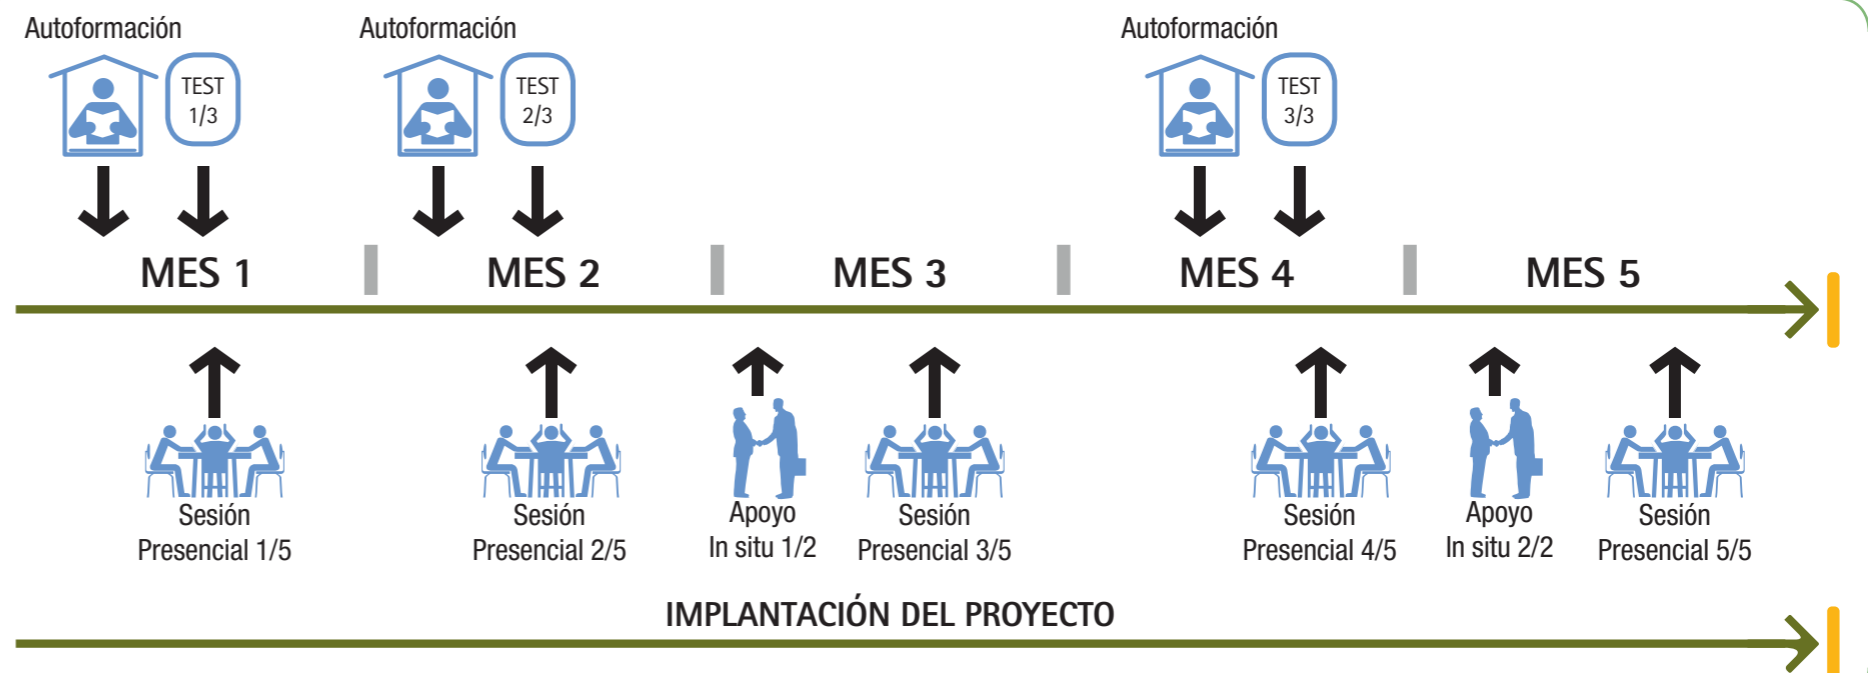 Autoformación
Autoformación
Autoformación
TEST
1/3
TEST
2/3
TEST
3/3
MES 1
MES 2
MES 3
MES 4
MES 5
Sesión
Presencial 1/5
Sesión
Presencial 2/5
Apoyo
In situ 1/2
Sesión
Presencial 3/5
Sesión
Presencial 4/5
Apoyo
In situ 2/2
Sesión
Presencial 5/5
IMPLANTACIÓN DEL PROYECTO